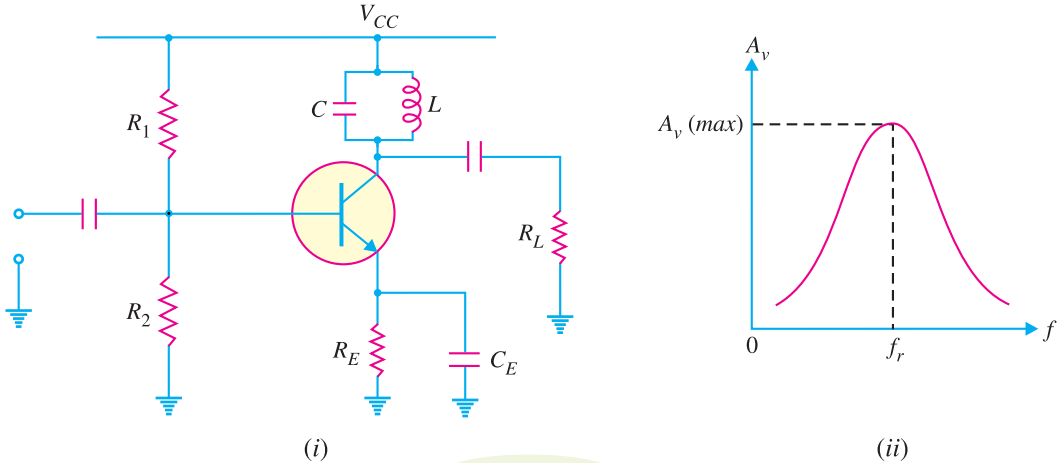 V_CC
R_1
C
L
R_L
R_2
R_E
C_E
(i)
A_v
A_v (max)
0
f_r
f
(ii)